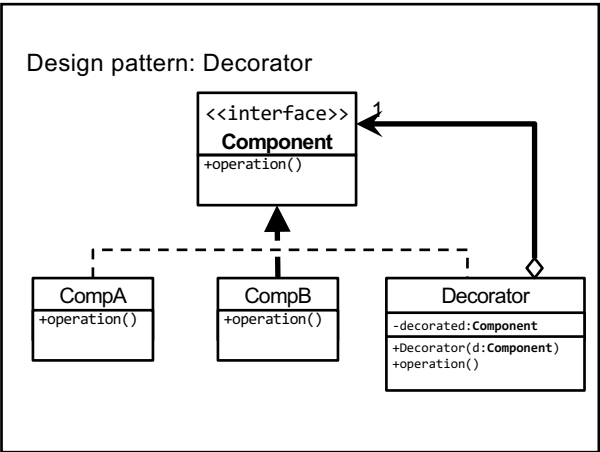 Design pattern: Decorator
<<interface>>
1
Component
+operation()
CompA
+operation()
CompB
+operation()
Decorator
-decorated:Component
+Decorator(d:Component)
+operation()